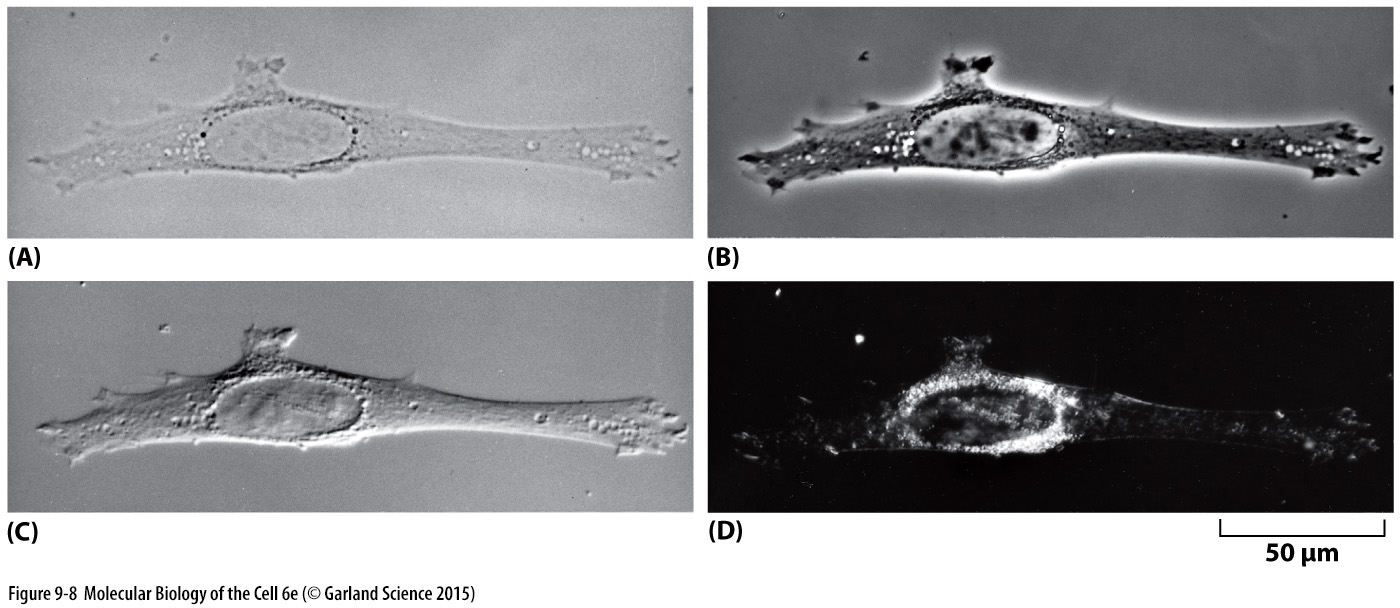 (A)
(B)
(C)
(D)
50 µm
Figure 9-8 Molecular Biology of the Cell 6e (© Garland Science 2015)